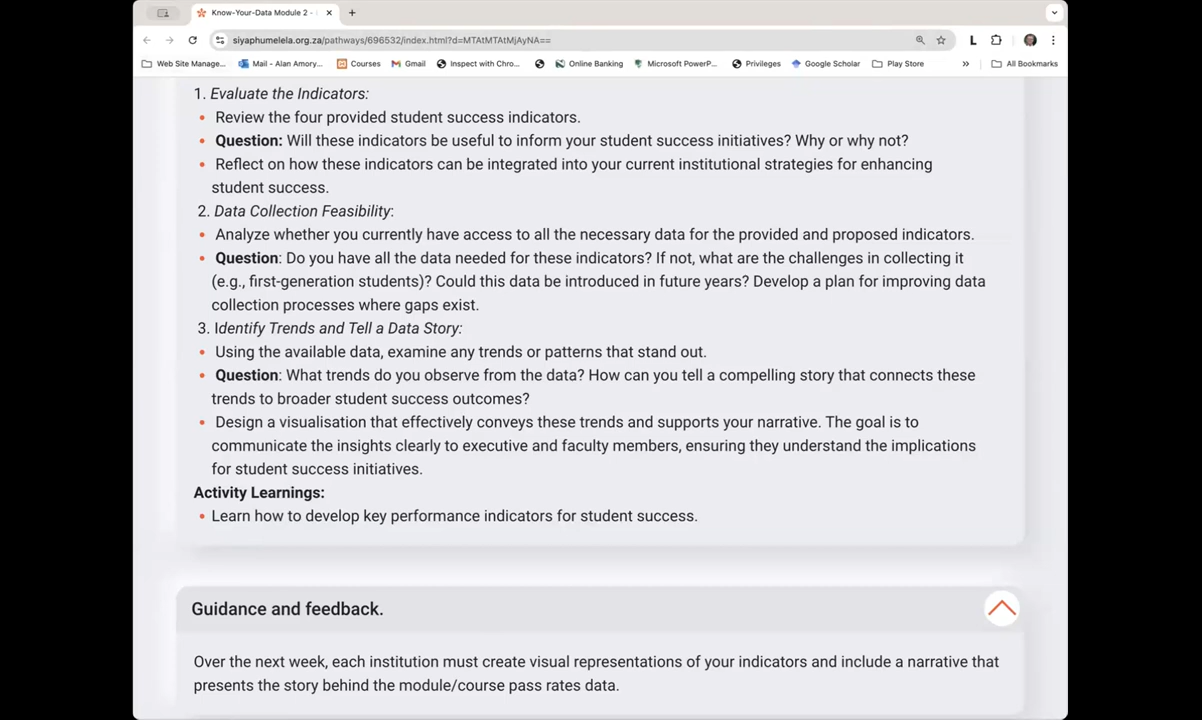 Know-Your-Data Module 2 -
siyaphumelela.org.za/pathways/696532/index.html?d=MTAtMTAtMjAyNA==
L
Web Site Manage...
Mail - Alan Amory...
Courses
Gmail
Inspect with Chro...
Online Banking
Microsoft PowerP...
Privileges
Google Scholar
Play Store
»
All Bookmarks
1. Evaluate the Indicators:
• Review the four provided student success indicators.
• Question: Will these indicators be useful to inform your student success initiatives? Why or why not?
• Reflect on how these indicators can be integrated into your current institutional strategies for enhancing
student success.
2. Data Collection Feasibility:
• Analyze whether you currently have access to all the necessary data for the provided and proposed indicators.
• Question: Do you have all the data needed for these indicators? If not, what are the challenges in collecting it
(e.g., first-generation students)? Could this data be introduced in future years? Develop a plan for improving data
collection processes where gaps exist.
3. Identify Trends and Tell a Data Story:
• Using the available data, examine any trends or patterns that stand out.
• Question: What trends do you observe from the data? How can you tell a compelling story that connects these
trends to broader student success outcomes?
• Design a visualisation that effectively conveys these trends and supports your narrative. The goal is to
communicate the insights clearly to executive and faculty members, ensuring they understand the implications
for student success initiatives.
Activity Learnings:
• Learn how to develop key performance indicators for student success.
Guidance and feedback.
Over the next week, each institution must create visual representations of your indicators and include a narrative that
presents the story behind the module/course pass rates data.